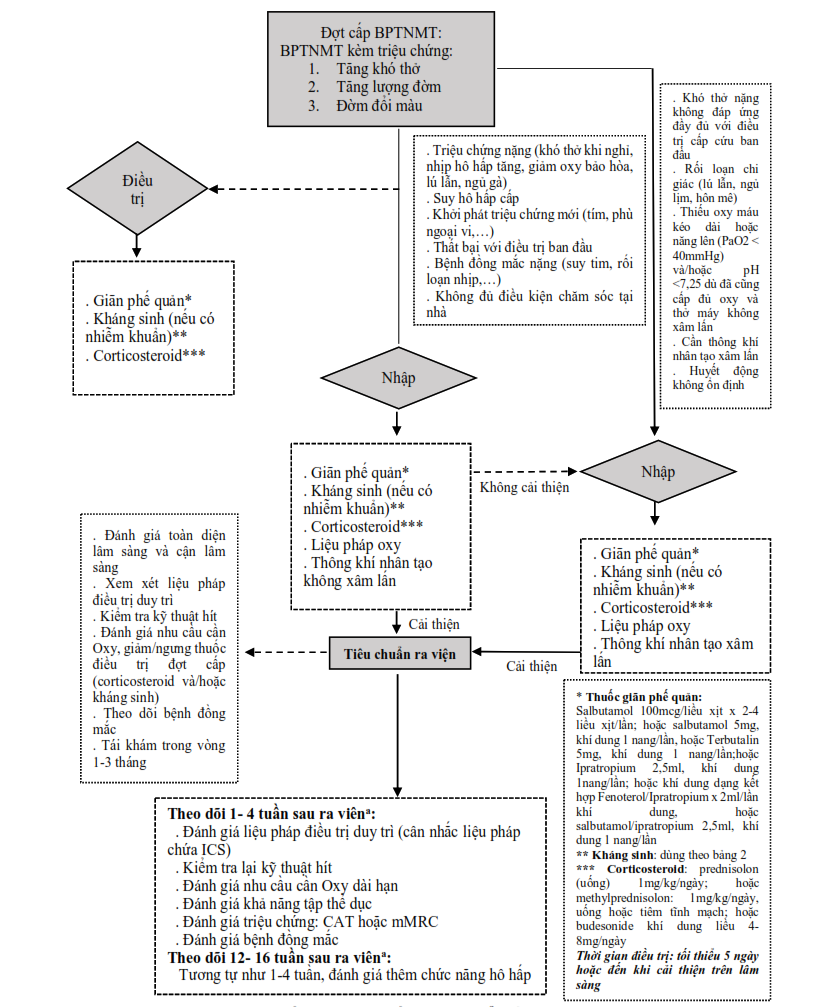 Đợt cấp BPTNMT:
BPTNMT kèm triệu chứng:
1. Tăng khó thở
2. Tăng lượng đờm
3. Đờm đổi màu
. Khó thở nặng
không đáp ứng
đầy đủ với điều
trị cấp cứu ban
đầu
. Rối loạn chi
giác (lú lẫn, ngủ
lịm, hôn mê)
. Thiếu oxy máu
kéo dài hoặc
năng lên (PaO2 <
40mmHg)
và/hoặc pH
<7,25 dù đã cũng
cấp đủ oxy và
thở máy không
xâm lấn
. Cần thông khí
nhân tạo xâm lấn
. Huyết động
không ổn định
. Triệu chứng nặng (khó thở khi nghỉ,
nhịp hô hấp tăng, giảm oxy bảo hòa,
lú lẫn, ngủ gà)
. Suy hô hấp cấp
. Khởi phát triệu chứng mới (tím, phù
ngoại vi,…)
. Thất bại với điều trị ban đầu
. Bệnh đồng mắc nặng (suy tim, rối
loạn nhịp,…)
. Không đủ điều kiện chăm sóc tại
nhà
Điều
trị
. Giãn phế quản*
. Kháng sinh (nếu có
nhiễm khuẩn)**
. Corticosteroid***
Nhập
. Giãn phế quản*
. Kháng sinh (nếu có
nhiễm khuẩn)**
. Corticosteroid***
. Liệu pháp oxy
. Thông khí nhân tạo
không xâm lấn
Không cải thiện
Nhập
. Giãn phế quản*
. Kháng sinh (nếu có
nhiễm khuẩn)**
. Corticosteroid***
. Liệu pháp oxy
. Thông khí nhân tạo xâm
lấn
. Đánh giá toàn diện
lâm sàng và cận lâm
sàng
. Xem xét liệu pháp
điều trị duy trì
. Kiểm tra kỹ thuật hít
. Đánh giá nhu cầu cần
Oxy, giảm/ngưng thuốc
điều trị đợt cấp
(corticosteroid và/hoặc
kháng sinh)
. Theo dõi bệnh đồng
mắc
. Tái khám trong vòng
1-3 tháng
Cải thiện
Tiêu chuẩn ra viện
Cải thiện
* Thuốc giãn phế quản:
Salbutamol 100mcg/liều xịt x 2-4
liều xịt/lần; hoặc salbutamol 5mg,
khí dung 1 nang/lần, hoặc Terbutalin
5mg, khí dung 1 nang/lần;hoặc
Ipratropium 2,5ml, khí dung
1nang/lần; hoặc khí dung dạng kết
hợp Fenoterol/Ipratropium x 2ml/lần
khí dung, hoặc
salbutamol/ipratropium 2,5ml, khí
dung 1 nang/lần
** Kháng sinh: dùng theo bảng 2
*** Corticosteroid: prednisolon
(uống) 1mg/kg/ngày; hoặc
methylprednisolon: 1mg/kg/ngày,
uống hoặc tiêm tĩnh mạch; hoặc
budesonide khí dung liều 4-
8mg/ngày
Thời gian điều trị: tối thiểu 5 ngày
hoặc đến khi cải thiện trên lâm
sàng
Theo dõi 1- 4 tuần sau ra viênª:
. Đánh giá liệu pháp điều trị duy trì (cân nhắc liệu pháp
chứa ICS)
. Kiểm tra lại kỹ thuật hít
. Đánh giá nhu cầu cần Oxy dài hạn
. Đánh giá khả năng tập thể dục
. Đánh giá triệu chứng: CAT hoặc mMRC
. Đánh giá bệnh đồng mắc
Theo dõi 12- 16 tuần sau ra viênª:
Tương tự như 1-4 tuần, đánh giá thêm chức năng hô hấp